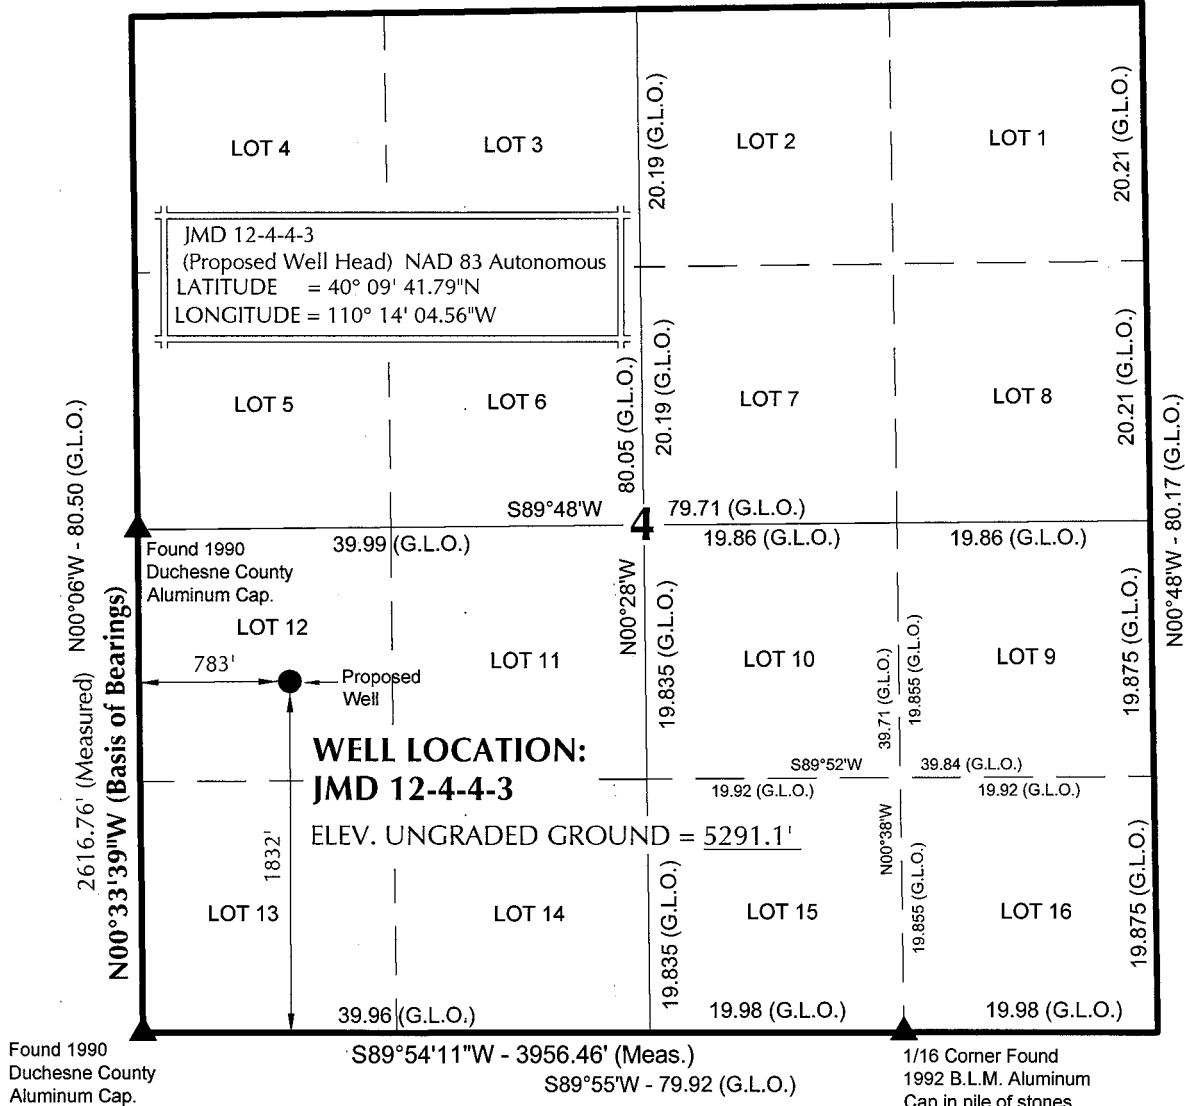 LOT 4
LOT 3
LOT 2
LOT 1
20.19 (G.L.O.)
20.21 (G.L.O.)
JMD 12-4-4-3
(Proposed Well Head) NAD 83 Autonomous
LATITUDE = 40° 09' 41.79"N
LONGITUDE = 110° 14' 04.56"W
LOT 5
LOT 6
80.05 (G.L.O.)
20.19 (G.L.O.)
LOT 7
LOT 8
20.21 (G.L.O.)
N00°06'W - 80.50 (G.L.O.)
N00°48'W - 80.17 (G.L.O.)
S89°48'W
4
79.71 (G.L.O.)
39.99 (G.L.O.)
19.86 (G.L.O.)
19.86 (G.L.O.)
Found 1990
Duchesne County
Aluminum Cap.
LOT 12
783'
Proposed
Well
LOT 11
N00°28'W
19.835 (G.L.O.)
LOT 10
39.71 (G.L.O.)
19.855 (G.L.O.)
LOT 9
19.875 (G.L.O.)
2616.76' (Measured)
N00°33'39"W (Basis of Bearings)
WELL LOCATION:
JMD 12-4-4-3
S89°52'W
39.84 (G.L.O.)
19.92 (G.L.O.)
19.92 (G.L.O.)
ELEV. UNGRADED GROUND = 5291.1'
1832'
N00°38'W
19.855 (G.L.O.)
LOT 13
LOT 14
19.835 (G.L.O.)
LOT 15
LOT 16
19.875 (G.L.O.)
39.96 (G.L.O.)
19.98 (G.L.O.)
19.98 (G.L.O.)
Found 1990
Duchesne County
Aluminum Cap.
S89°54'11"W - 3956.46' (Meas.)
S89°55'W - 79.92 (G.L.O.)
1/16 Corner Found
1992 B.L.M. Aluminum
Cap in pile of stones